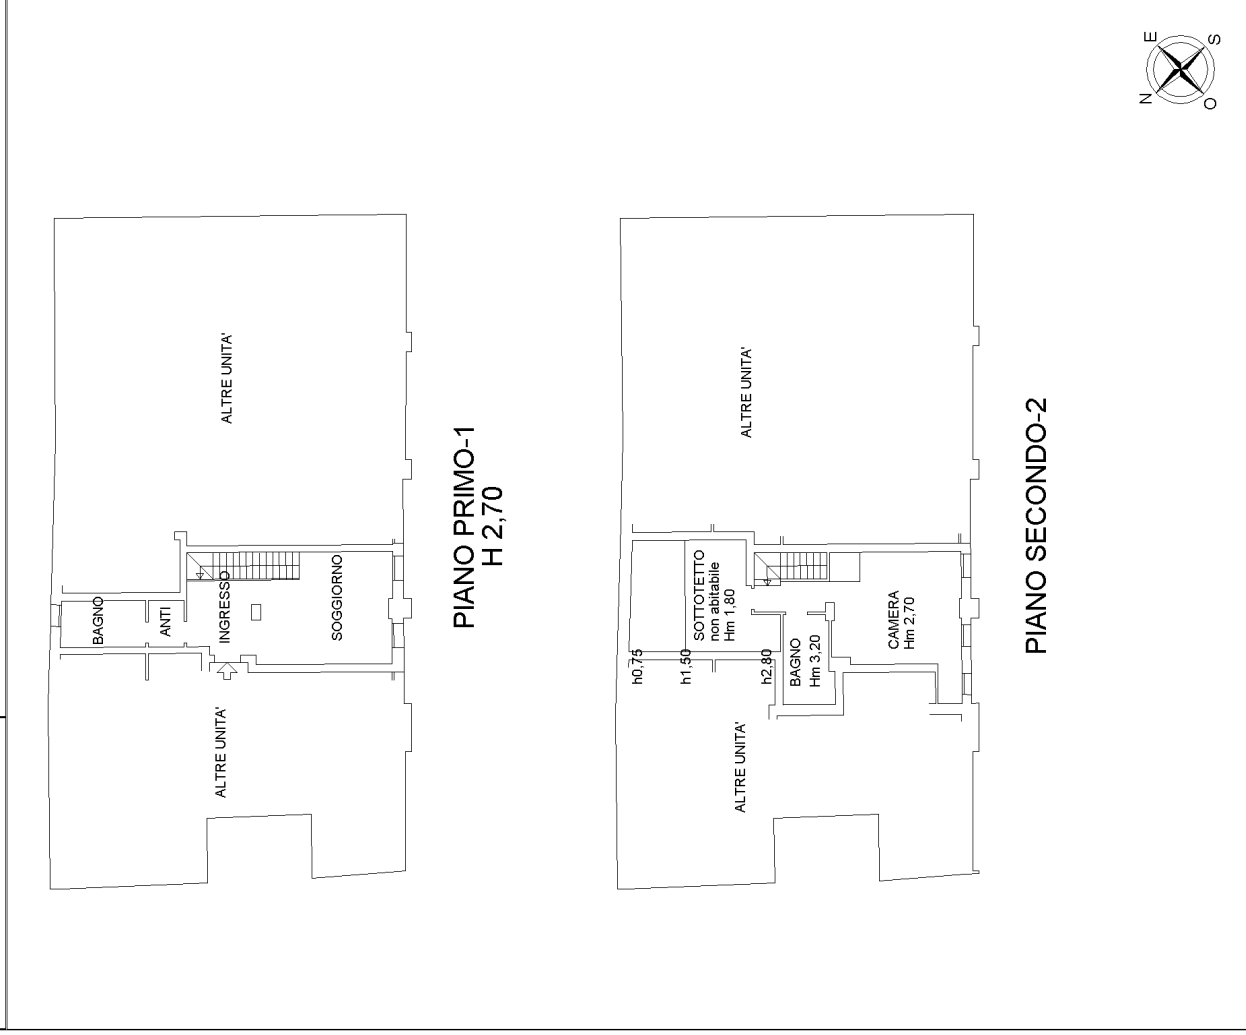 ALTRE UNITA'
BAGNO
ANTI
INGRESSO
SOGGIORNO
ALTRE UNITA'
PIANO PRIMO-1
H 2,70
ALTRE UNITA'
SOTTOTETTO
non abitabile
Hm 1,80
h0,75
h1,50
h2,80
BAGNO
Hm 3,20
CAMERA
Hm 2,70
ALTRE UNITA'
PIANO SECONDO-2
N
E
S
O